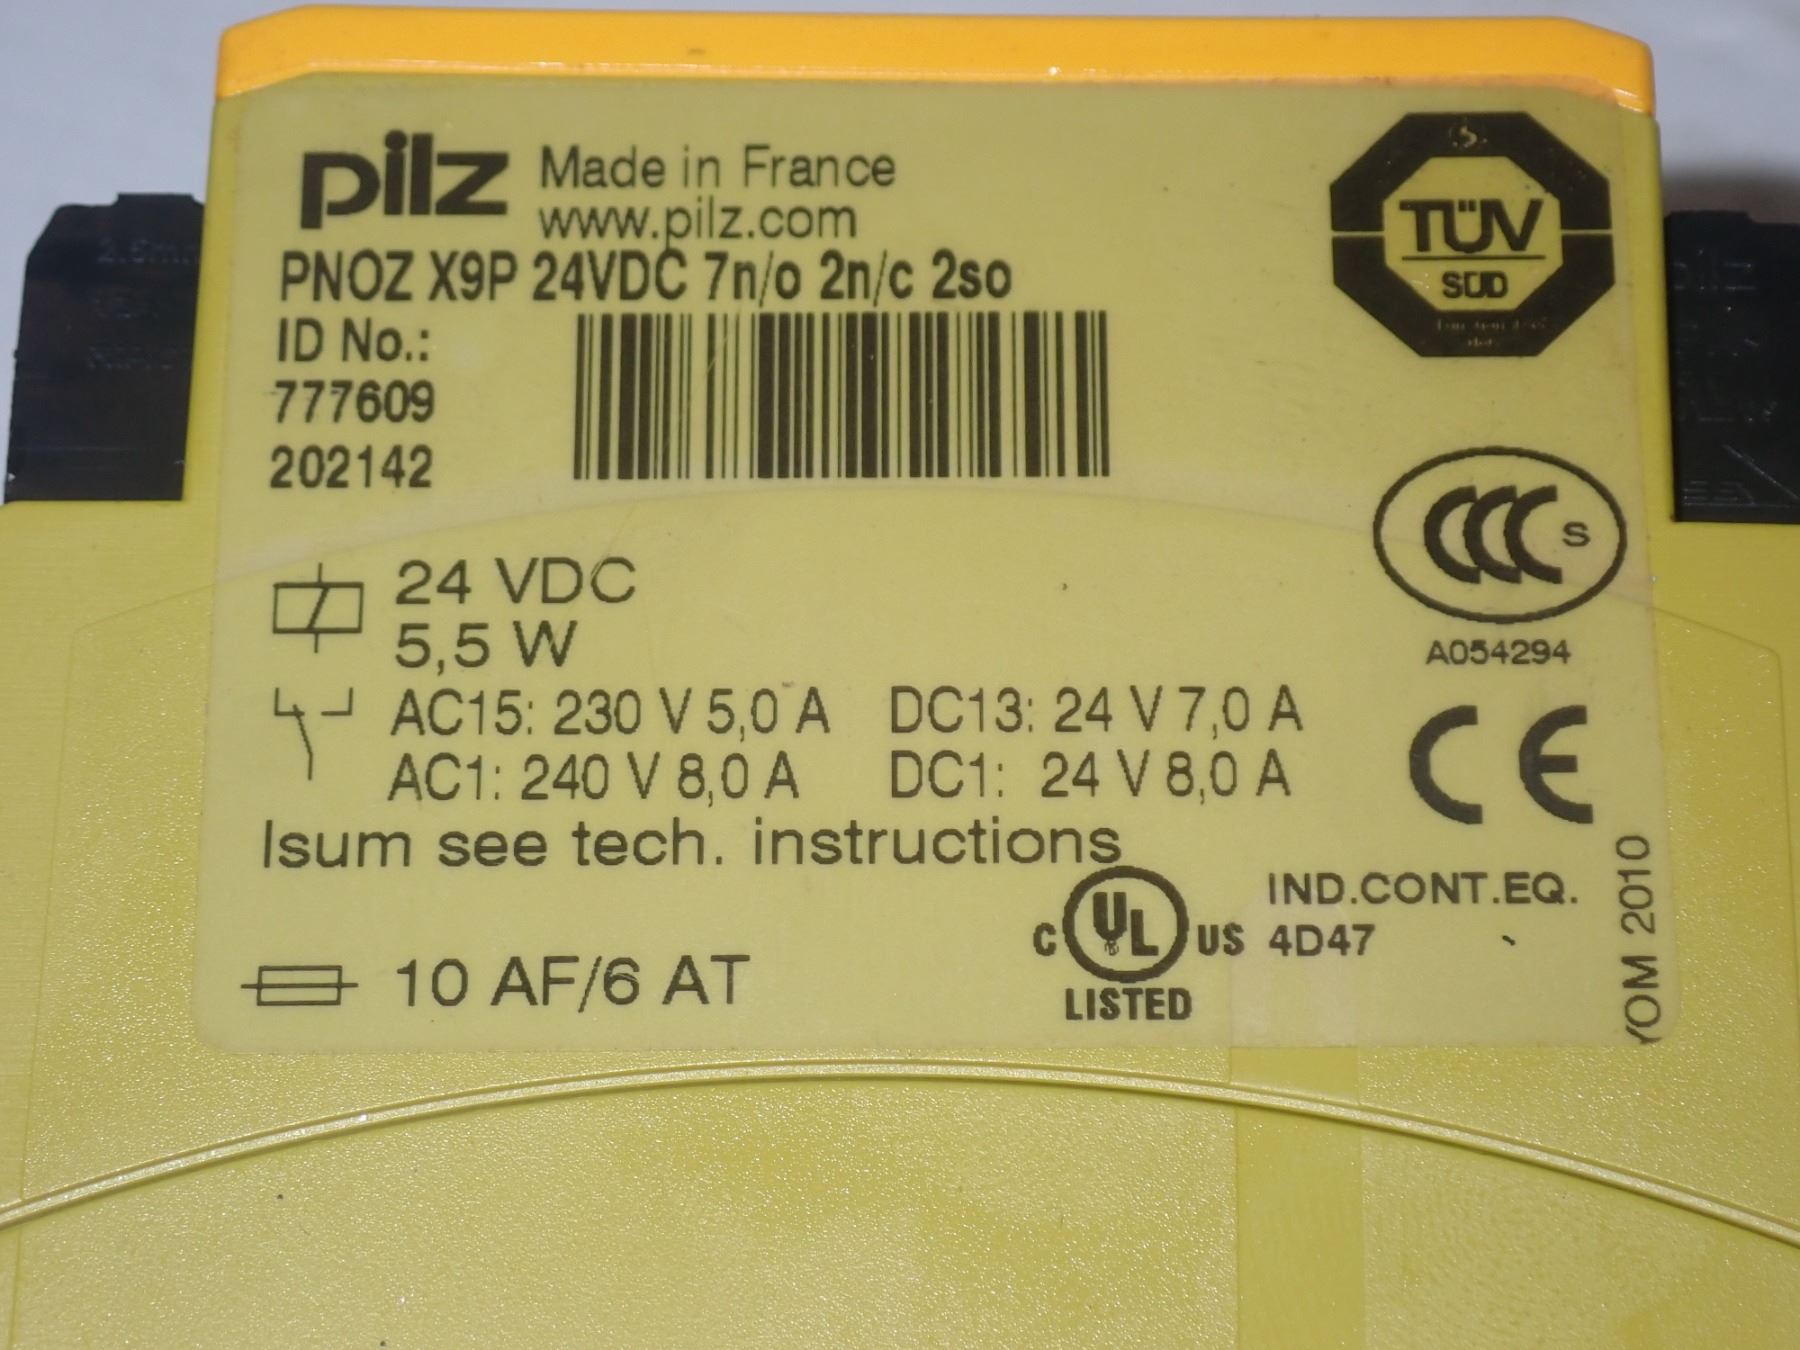 pilz Made in France
www.pilz.com
PNOZ X9P 24VDC 7n/o 2n/c 2so
ID No.:
777609
202142
TÜV
SÜD
24 VDC
5,5 W
CCC S
A054294
AC15: 230 V 5,0 A DC13: 24 V 7,0 A
AC1: 240 V 8,0 A DC1: 24 V 8,0 A
CE
Isum see tech. instructions
C UL US IND.CONT.EQ.
4D47
LISTED
10 AF/6 AT
YOM 2010